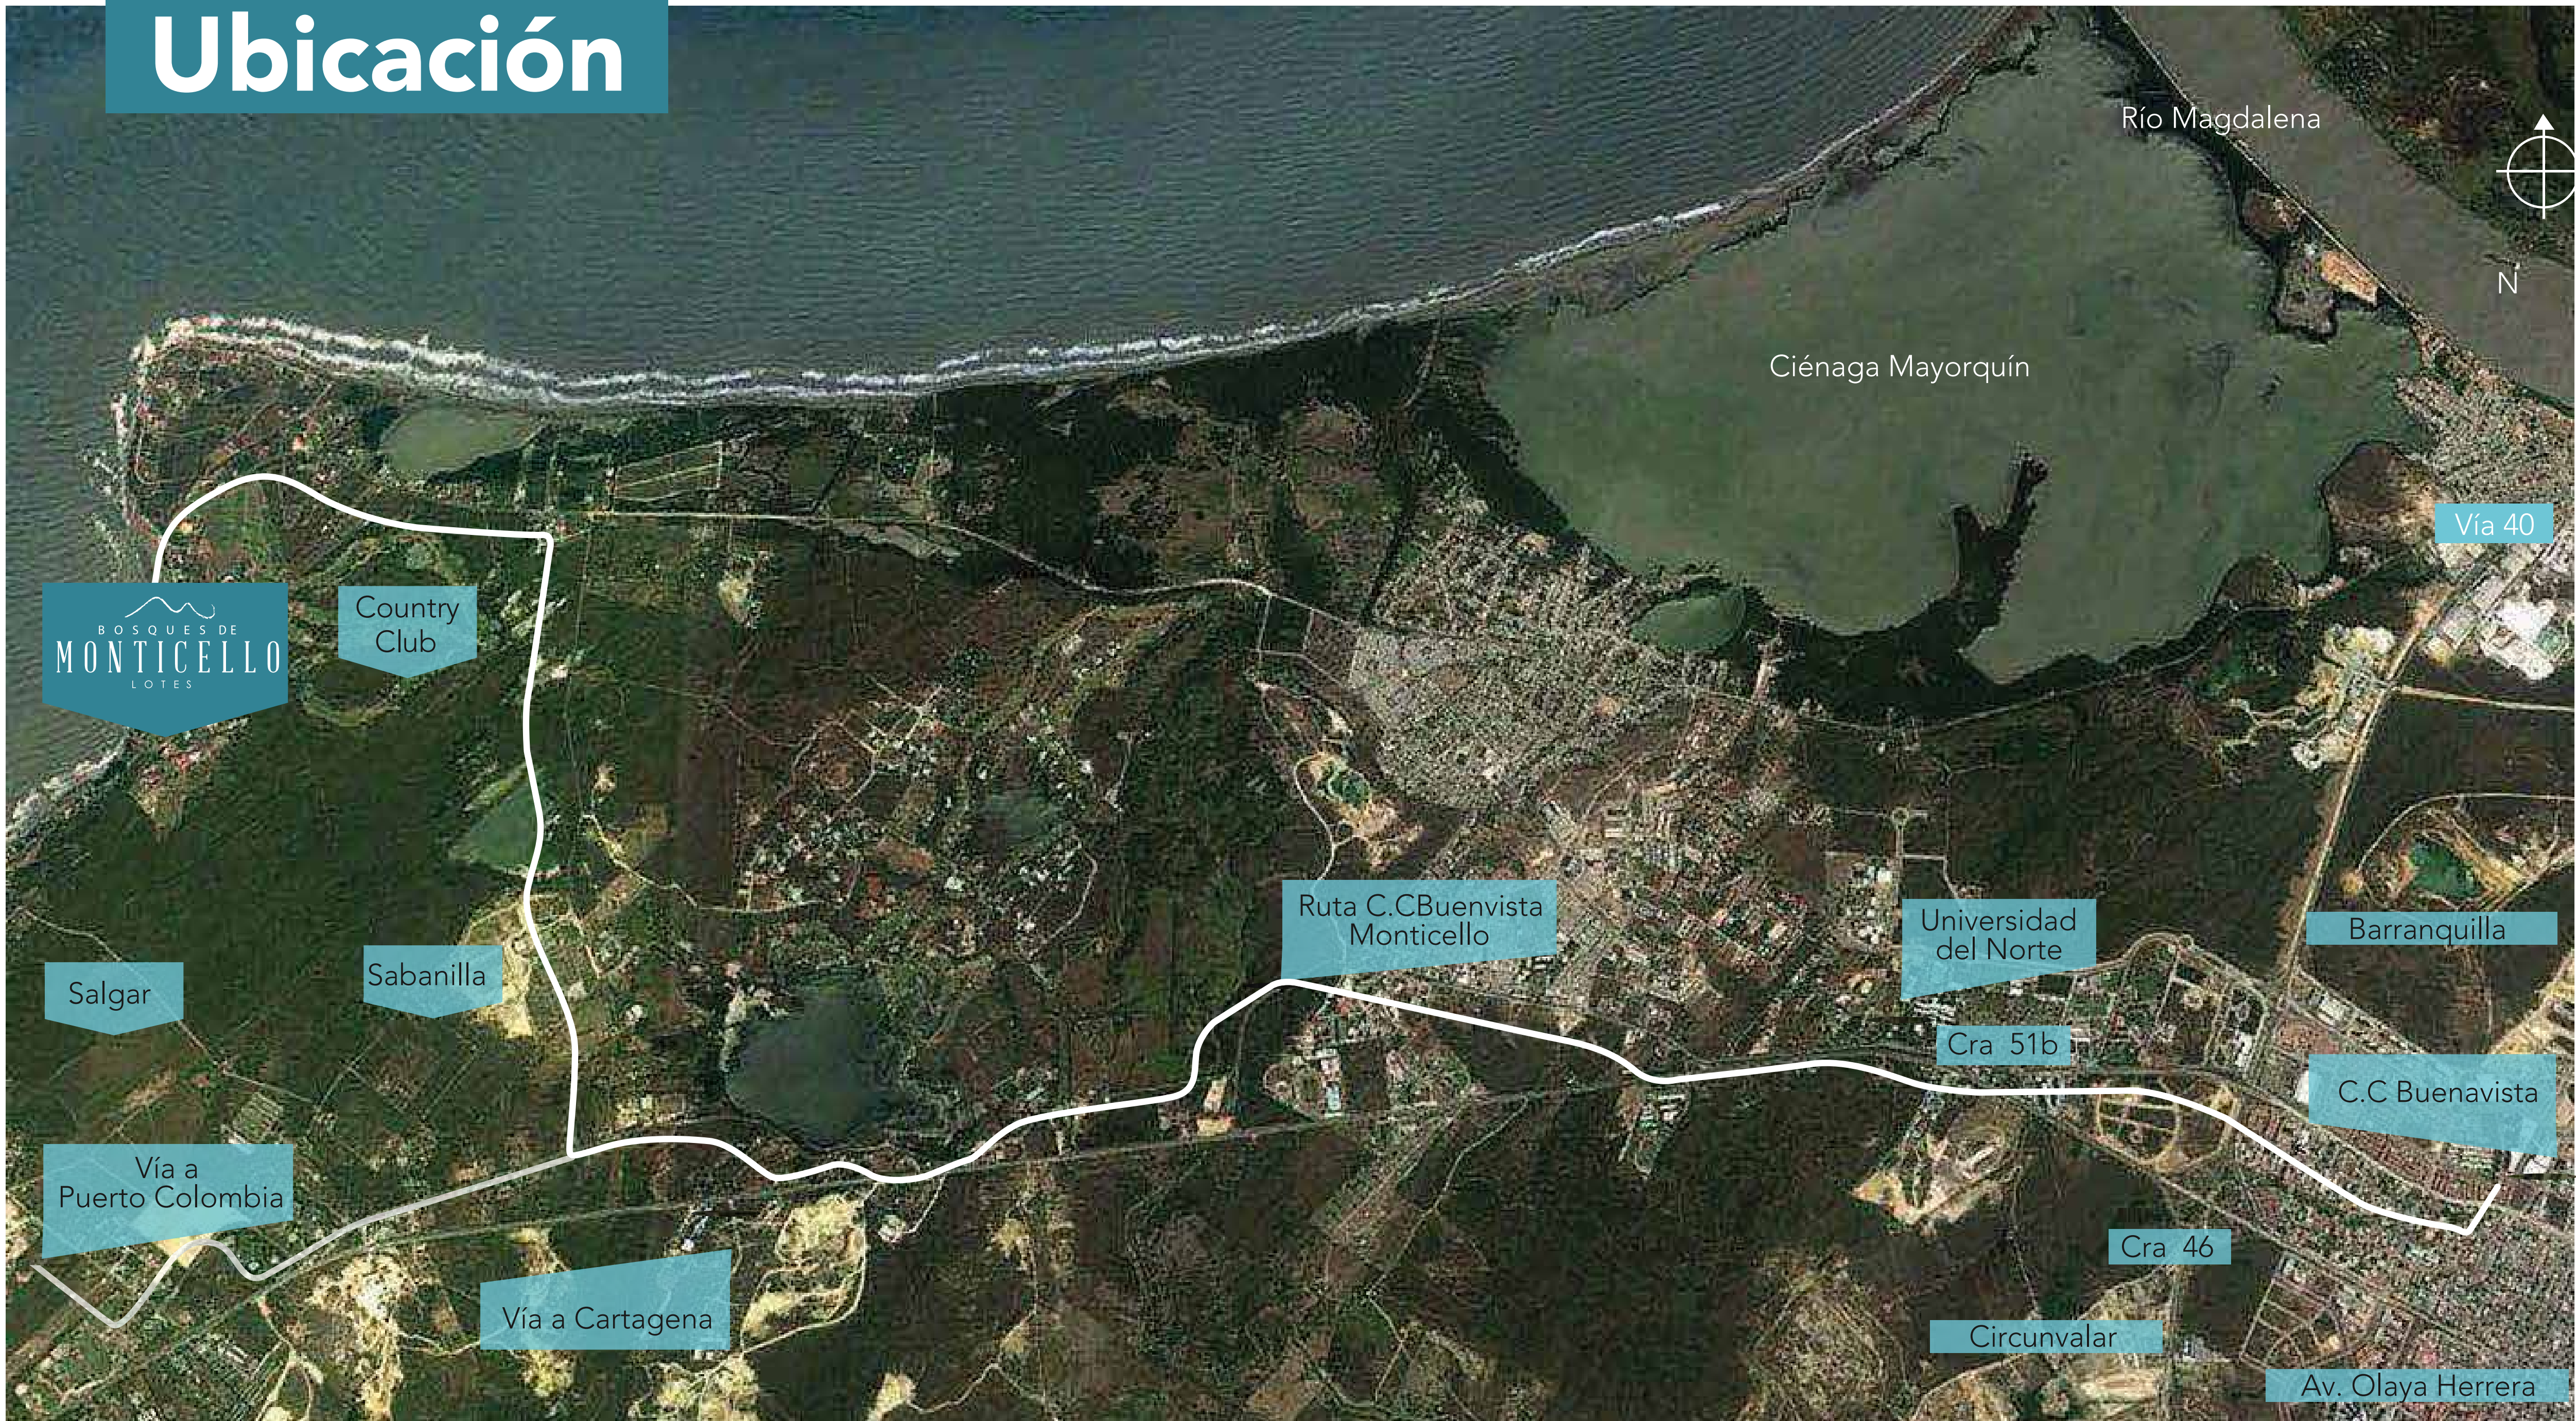 Ubicación
Río Magdalena
N
Ciénaga Mayorquín
Vía 40
BOSQUES DE
MONTICELLO
LOTES
Country
Club
Ruta C.CBuenvista
Monticello
Universidad
del Norte
Barranquilla
Salgar
Sabanilla
Cra 51b
C.C Buenavista
Vía a
Puerto Colombia
Cra 46
Vía a Cartagena
Circunvalar
Av. Olaya Herrera